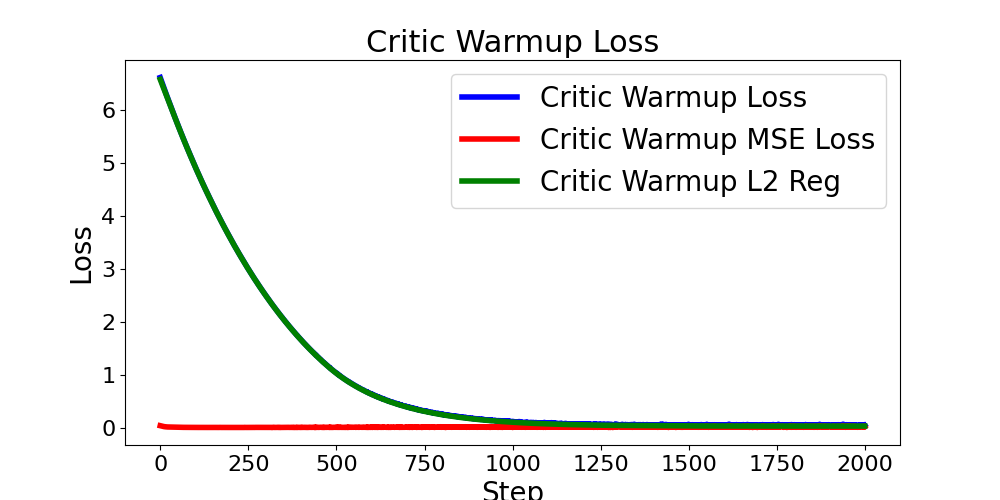 Critic Warmup Loss
Critic Warmup Loss
Critic Warmup MSE Loss
Critic Warmup L2 Reg
Loss
6
5
4
3
2
1
0
0 250 500 750 1000 1250 1500 1750 2000
Step